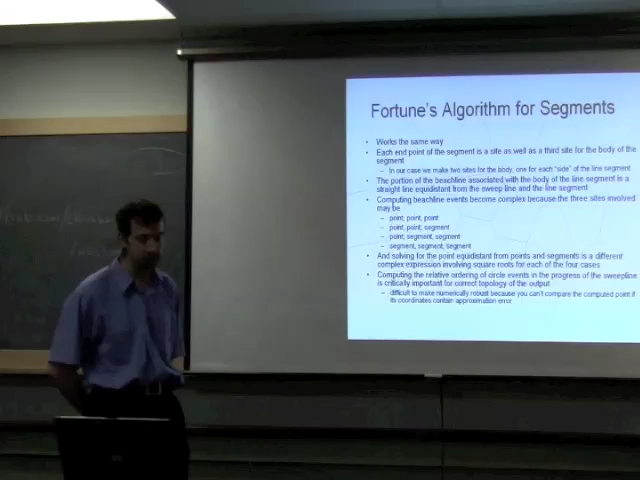 Fortune's Algorithm for Segments
• Works the same way
• Each end point of the segment is a site as well as a third site for the body of the
segment
– In our case we make two sites for the body, one for each "side" of the line segment
• The portion of the beachline associated with the body of the line segment is a
straight line equidistant from the sweep line and the line segment
• Computing beachline events become complex because the three sites involved
may be
– point, point, point
– point, point, segment
– point, segment, segment
– segment, segment, segment
• And solving for the point equidistant from points and segments is a different
complex expression involving square roots for each of the four cases
• Computing the relative ordering of circle events in the progress of the sweepline
is critically important for correct topology of the output
– difficult to make numerically robust because you can't compare the computed point if
its coordinates contain approximation error